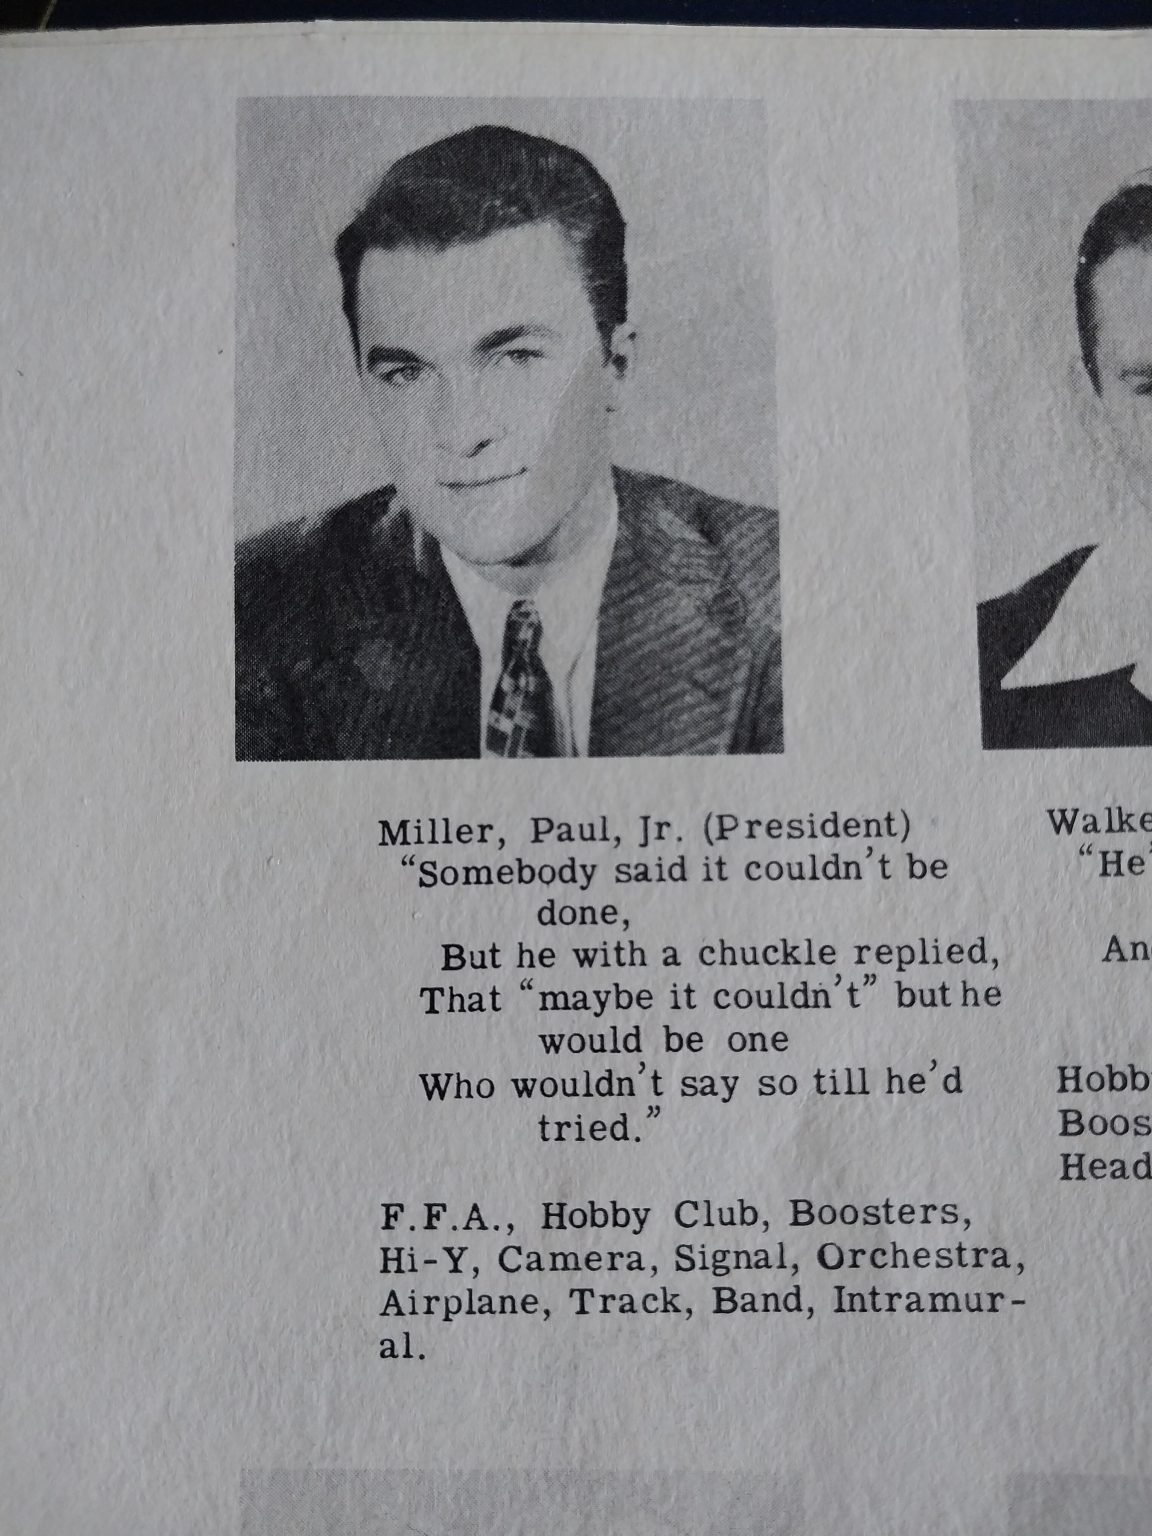 Miller, Paul, Jr. (President)
“Somebody said it couldn’t be
done,
But he with a chuckle replied,
That “maybe it couldn’t” but he
would be one
Who wouldn’t say so till he’d
tried.”
F.F.A., Hobby Club, Boosters,
Hi-Y, Camera, Signal, Orchestra,
Airplane, Track, Band, Intramur-
al.
“He’